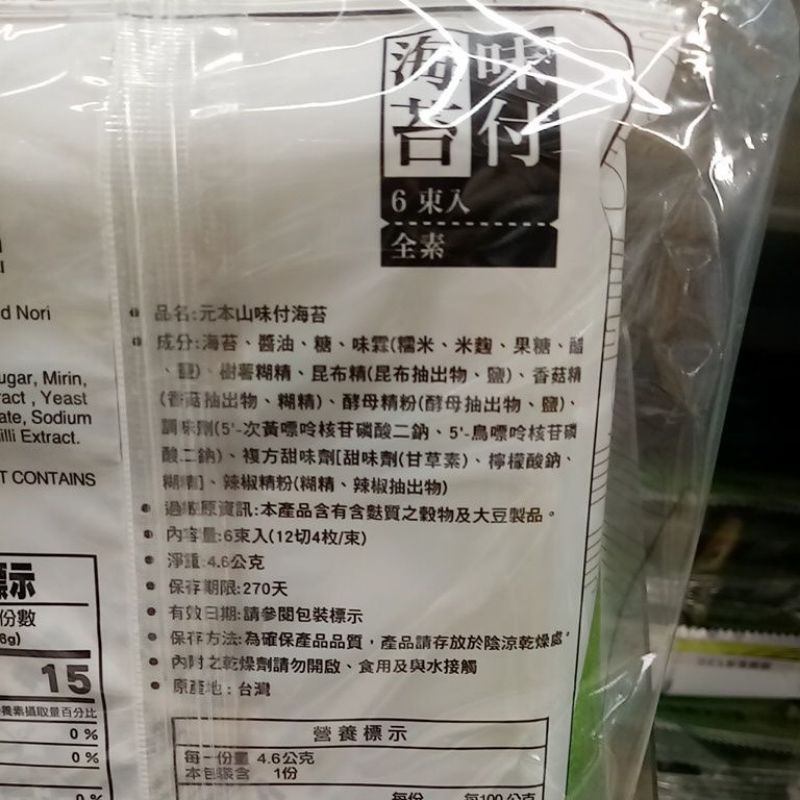 味付
海苔
6束入
全素
品名:元本山味付海苔
成分:海苔、醬油、糖、味霖(糯米、米麴、果糖、醋
、鹽)、樹薯糊精、昆布精(昆布抽出物、鹽)、香菇精
(香菇抽出物、糊精)、酵母精粉(酵母抽出物、鹽)、
調味劑(5'-次黃嘌呤核苷磷酸二鈉、5'-鳥嘌呤核苷磷
酸二鈉)、複方甜味劑[甜味劑(甘草素)、檸檬酸鈉、
糊精]、辣椒精粉(糊精、辣椒抽出物)
過敏原資訊:本產品含有含麩質之穀物及大豆製品。
內容量:6束入(12切4枚/束)
淨重:4.6公克
保存期限:270天
有效日期:請參閱包裝標示
保存方法:為確保產品品質，產品請存放於陰涼乾燥處。
內附之乾燥劑請勿開啟、食用及與水接觸
原產地:台灣
營養標示
每一份量 4.6公克
本包裝含 1份
每份 每100公克
d Nori
ugar, Mirin,
ract , Yeast
ate, Sodium
illi Extract.
T CONTAINS
標示
份數
6g)
15
養素攝取量百分比
0 %
0 %
0 %